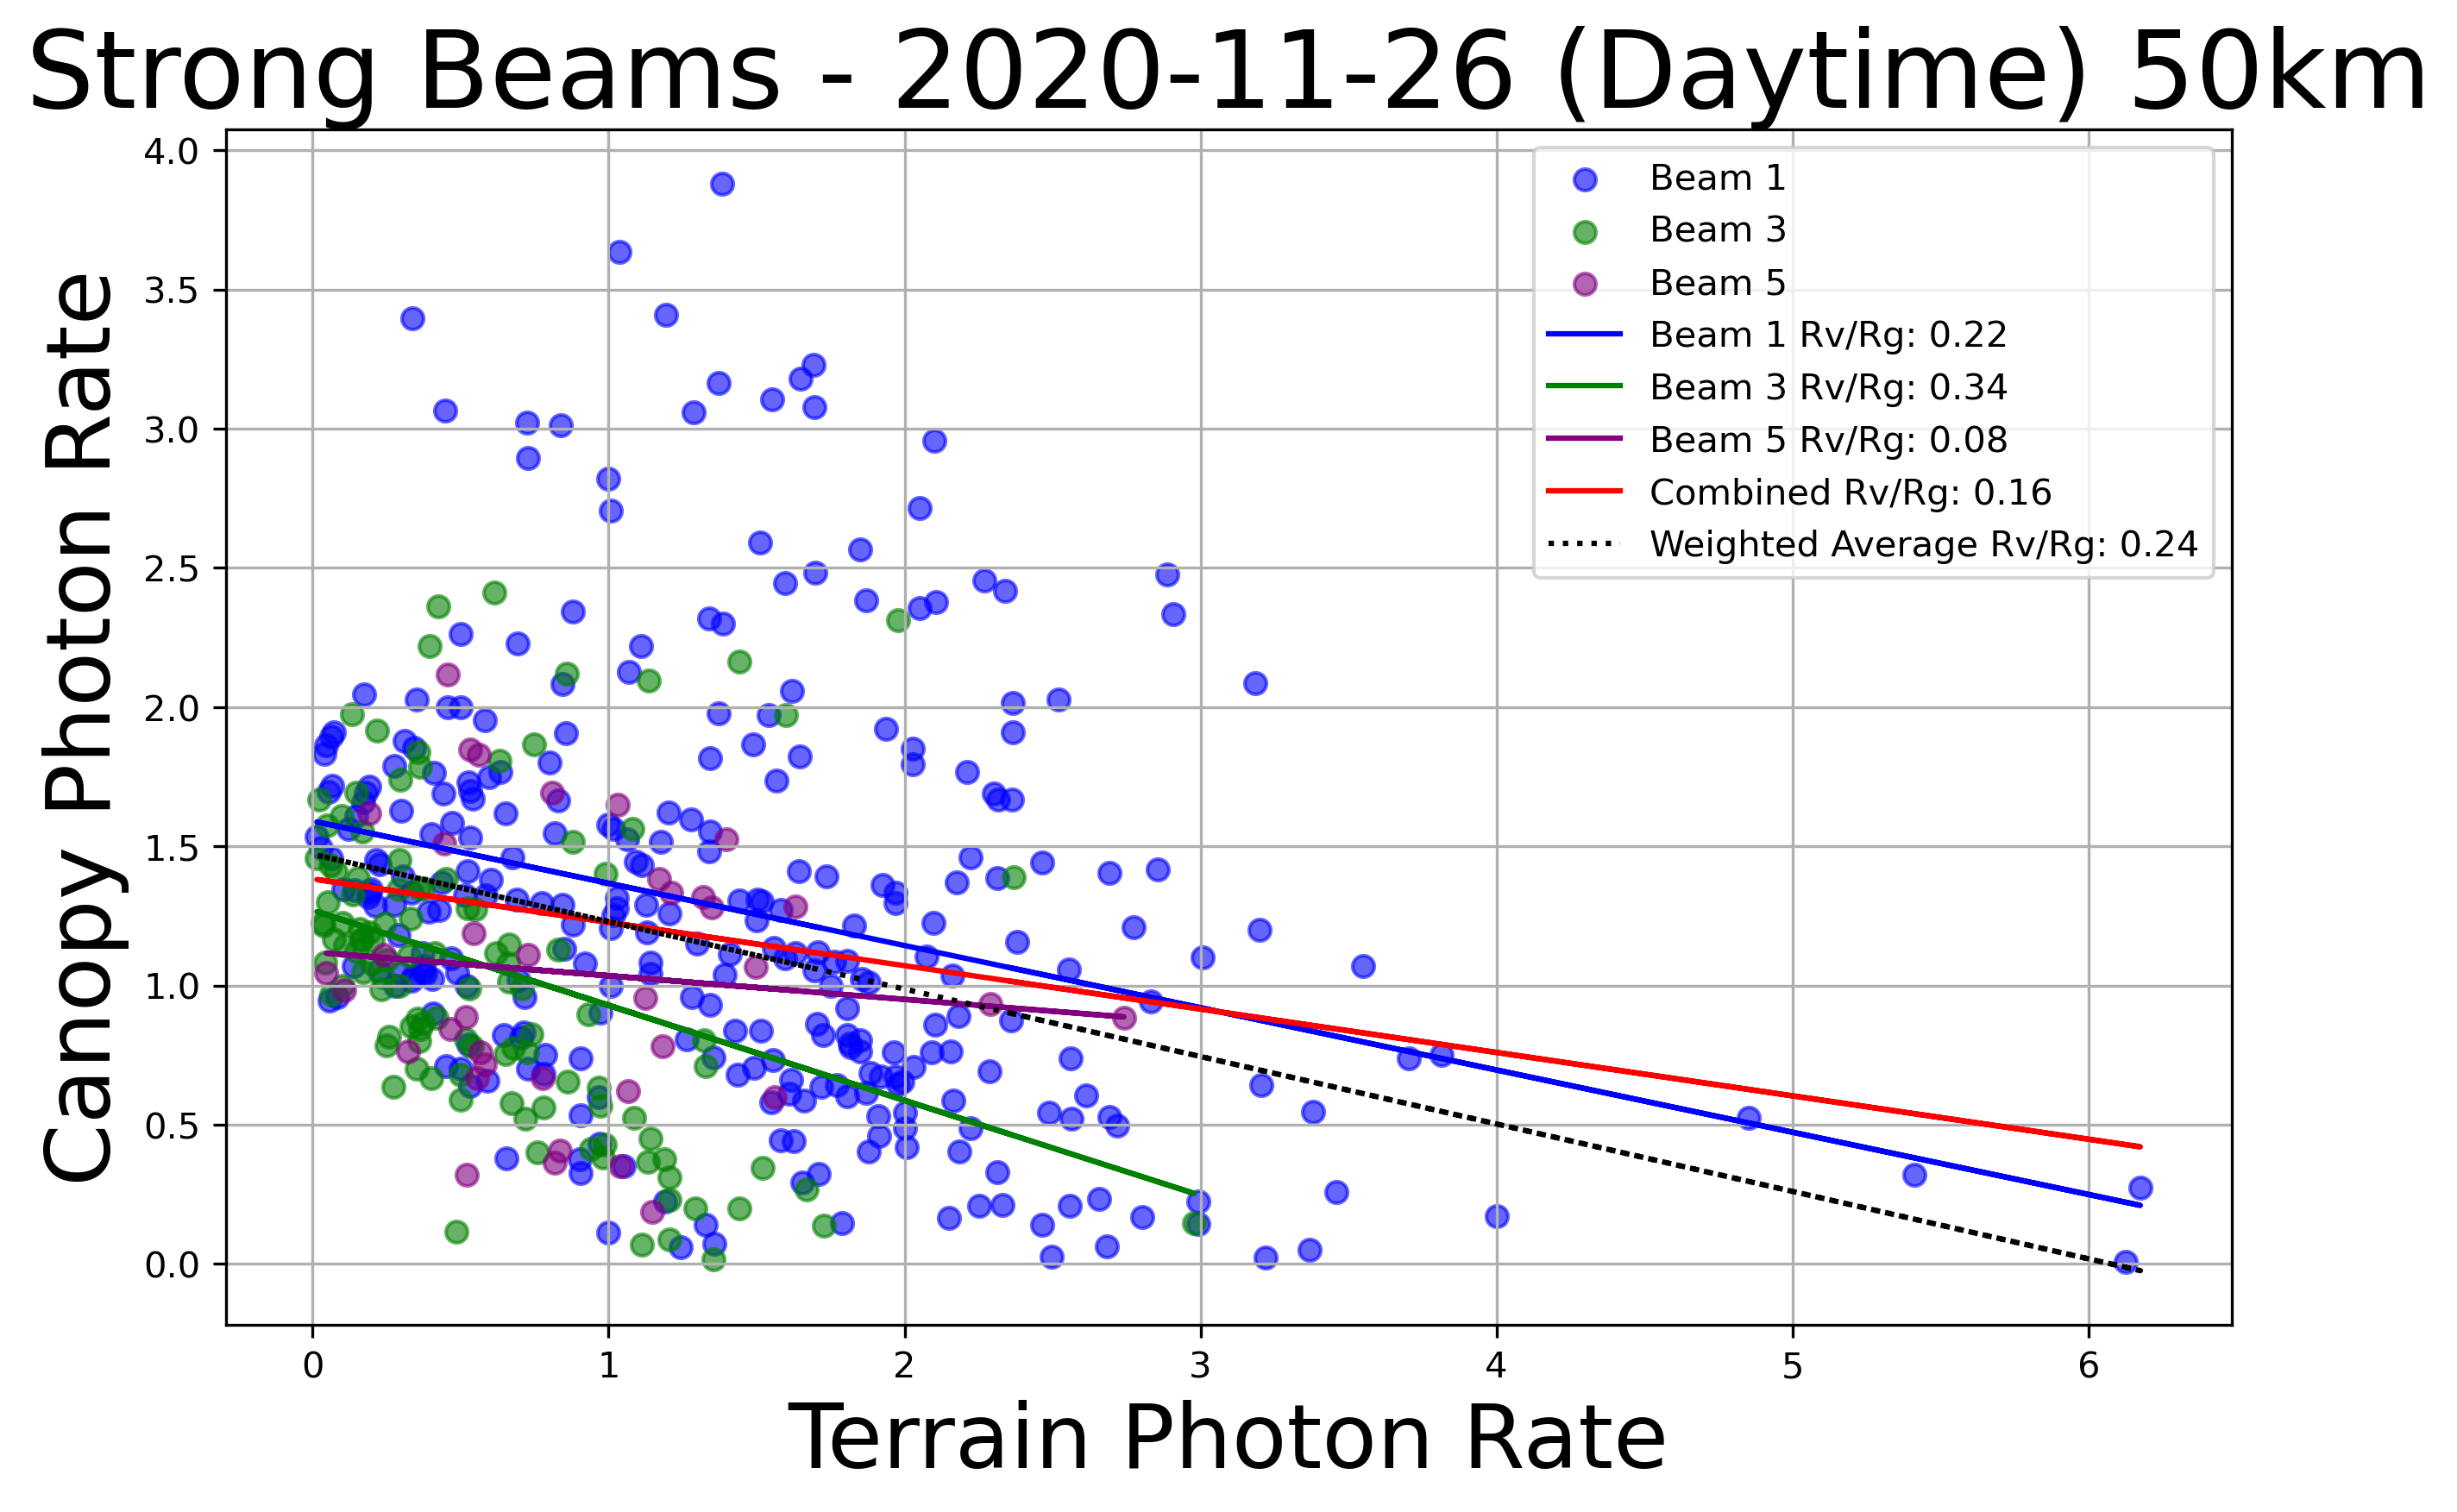 Strong Beams - 2020-11-26 (Daytime) 50km
Canopy Photon Rate
4.0
3.5
3.0
2.5
2.0
1.5
1.0
0.5
0.0
Beam 1
Beam 3
Beam 5
Beam 1 Rv/Rg: 0.22
Beam 3 Rv/Rg: 0.34
Beam 5 Rv/Rg: 0.08
Combined Rv/Rg: 0.16
Weighted Average Rv/Rg: 0.24
0 1 2 3 4 5 6
Terrain Photon Rate